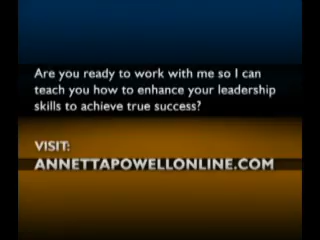 Are you ready to work with me so I can
teach you how to enhance your leadership
skills to achieve true success?
VISIT:
ANNETTAPOWELLONLINE.COM